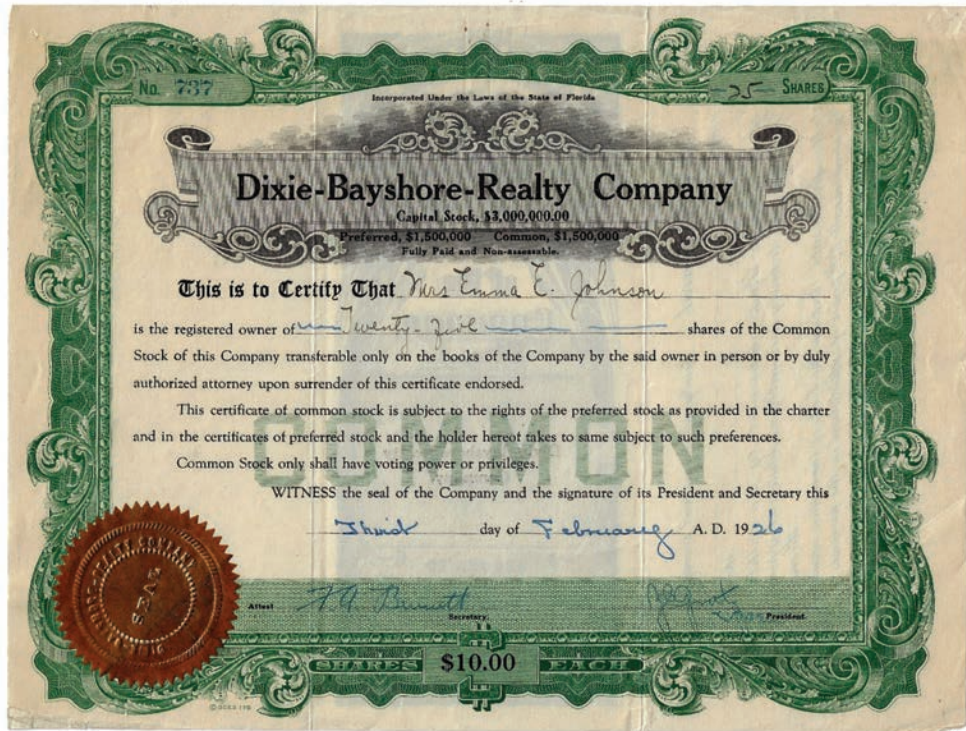 No. 737
25 SHARES
Incorporated Under the Laws of the State of Florida
Dixie-Bayshore-Realty Company
Capital Stock, $3,000,000.00
Preferred, $1,500,000 Common, $1,500,000
Fully Paid and Non-assessable.
This is to Certify That Mrs Emma E. Johnson
is the registered owner of Twenty-five shares of the Common
Stock of this Company transferable only on the books of the Company by the said owner in person or by duly
authorized attorney upon surrender of this certificate endorsed.
This certificate of common stock is subject to the rights of the preferred stock as provided in the charter
and in the certificates of preferred stock and the holder hereof takes to same subject to such preferences.
COMMON
Common Stock only shall have voting power or privileges.
WITNESS the seal of the Company and the signature of its President and Secretary this
Third day of February A. D. 1926
SEAL
Attest
Secretary.
President.
SHARES $10.00 EACH